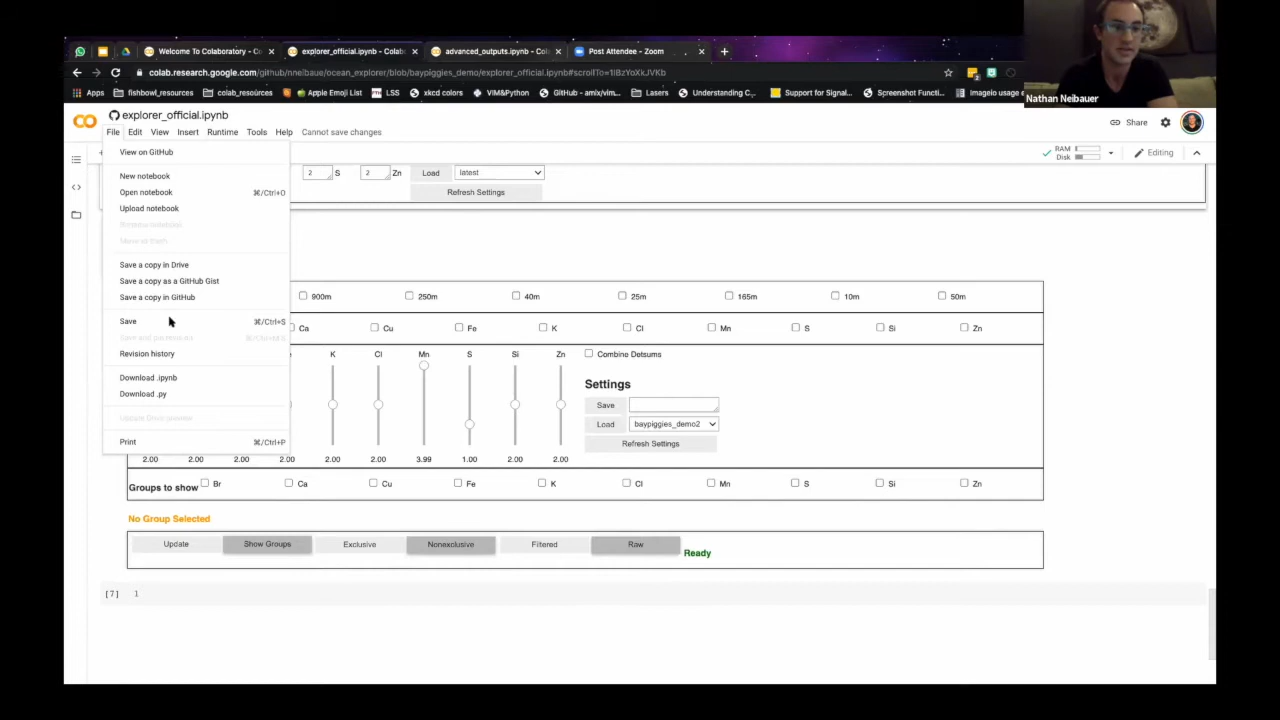 Welcome To Colaboratory - Co
explorer_official.ipynb - Colab
advanced_outputs.ipynb - Col
Post Attendee - Zoom
colab.research.google.com/github/nneibaue/ocean_explorer/blob/baypiggies_demo/explorer_official.ipynb#scrollTo=1IBzYoXkJVKb
Apps
fishbowl_resources
colab_resources
Apple Emoji List
LSS
xkcd colors
VIM&Python
GitHub - amix/vim...
Lasers
Understanding C...
Support for Signal...
Screenshot Functi...
Imageio usage ex
Nathan Neibauer
explorer_official.ipynb
Share
File Edit View Insert Runtime Tools Help Cannot save changes
RAM
Disk
Editing
View on GitHub
New notebook
Open notebook ⌘/Ctrl+O
Upload notebook
Rename notebook
Save a copy in Drive
Save a copy as a GitHub Gist
Save a copy in GitHub
Save ⌘/Ctrl+S
Revision history
Download .ipynb
Download .py
Print ⌘/Ctrl+P
2 S 2 Zn Load latest
Refresh Settings
900m 250m 40m 25m 165m 10m 50m
Ca Cu Fe K Cl Mn S Si Zn
K Cl Mn S Si Zn
Combine Detsums
Settings
Save
Load baypiggies_demo2
Refresh Settings
2.00 2.00 2.00 2.00 2.00 2.00 3.99 1.00 2.00 2.00
Groups to show Br Ca Cu Fe K Cl Mn S Si Zn
No Group Selected
Update Show Groups Exclusive Nonexclusive Filtered Raw Ready
[7] 1